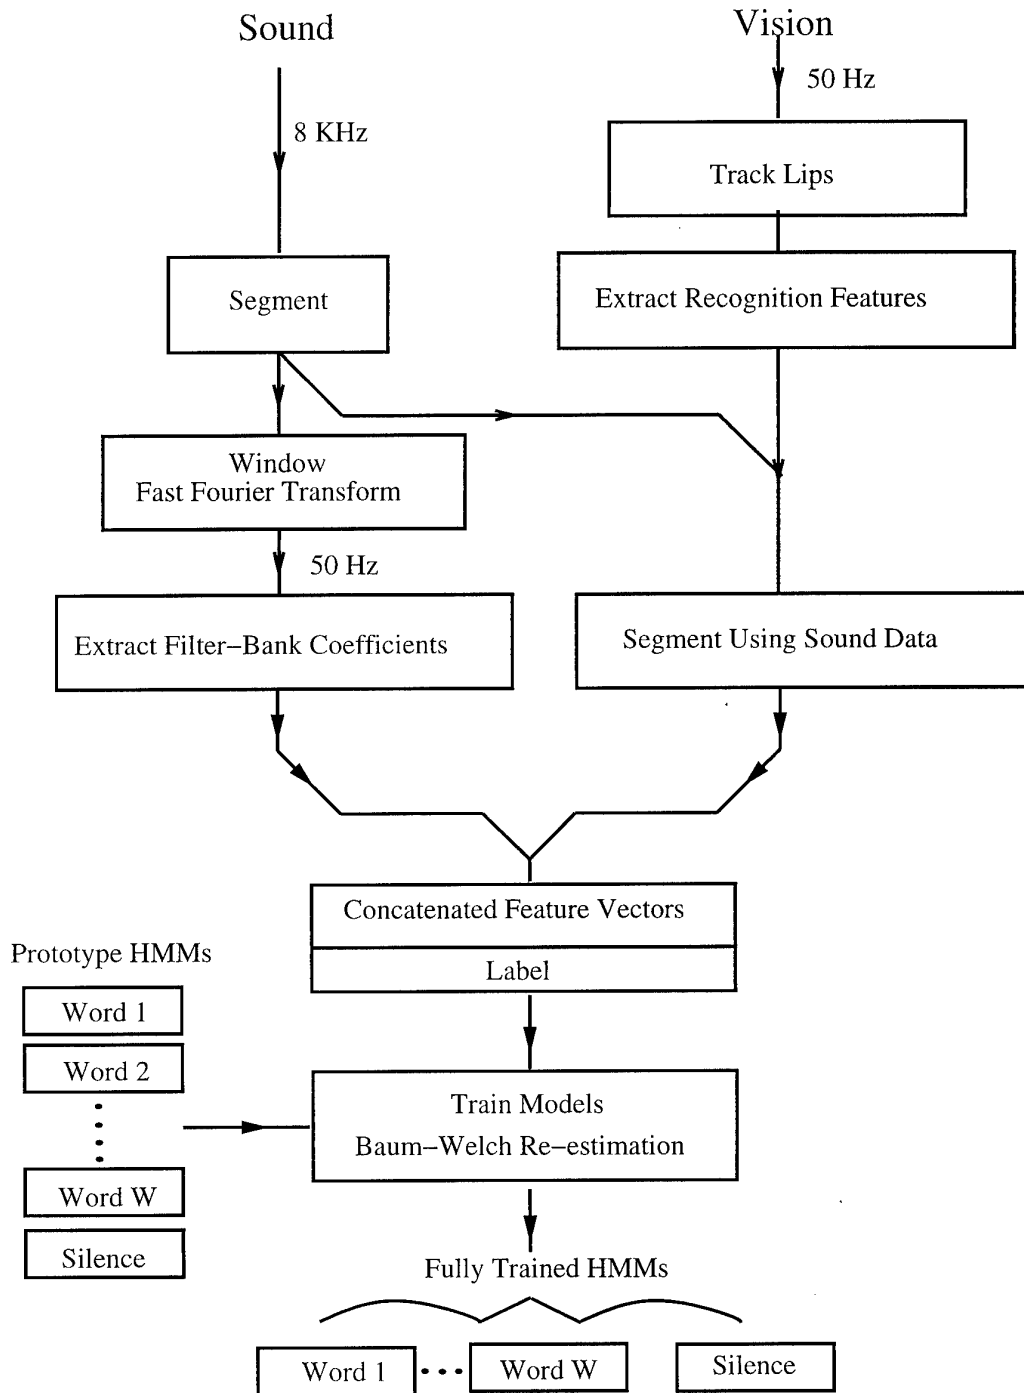 Sound
Vision
50 Hz
8 KHz
Track Lips
Segment
Extract Recognition Features
Window
Fast Fourier Transform
50 Hz
Extract Filter−Bank Coefficients
Segment Using Sound Data
Concatenated Feature Vectors
Label
Prototype HMMs
Word 1
Word 2
Word W
Silence
Train Models
Baum−Welch Re−estimation
Fully Trained HMMs
Word 1
Word W
Silence